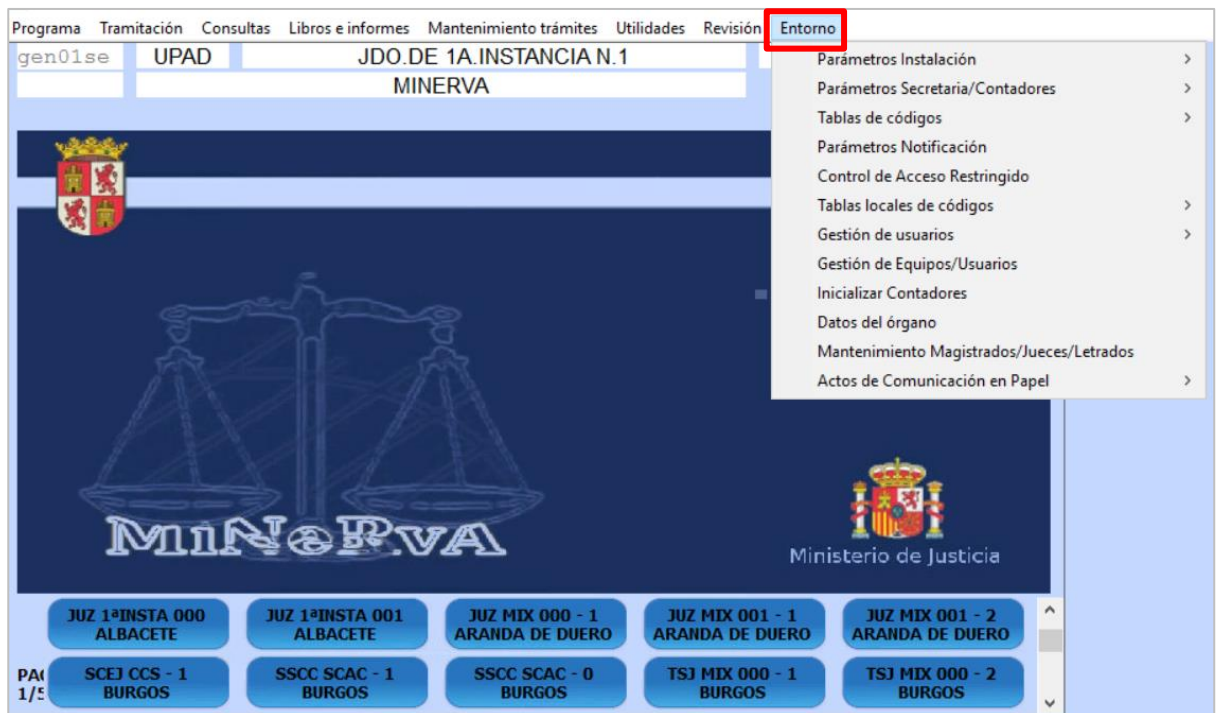 Programa Tramitación Consultas Libros e informes Mantenimiento trámites Utilidades Revisión Entorno
gen01se UPAD JDO.DE 1A.INSTANCIA N.1
MINERVA
Parámetros Instalación >
Parámetros Secretaria/Contadores >
Tablas de códigos >
Parámetros Notificación
Control de Acceso Restringido
Tablas locales de códigos >
Gestión de usuarios >
Gestión de Equipos/Usuarios
Inicializar Contadores
Datos del órgano
Mantenimiento Magistrados/Jueces/Letrados
Actos de Comunicación en Papel >
MiNeRvA
Ministerio de Justicia
JUZ 1ªINSTA 000 JUZ 1ªINSTA 001 JUZ MIX 000 - 1 JUZ MIX 001 - 1 JUZ MIX 001 - 2
ALBACETE ALBACETE ARANDA DE DUERO ARANDA DE DUERO ARANDA DE DUERO
SCEJ CCS - 1 SSCC SCAC - 1 SSCC SCAC - 0 TSJ MIX 000 - 1 TSJ MIX 000 - 2
BURGOS BURGOS BURGOS BURGOS BURGOS